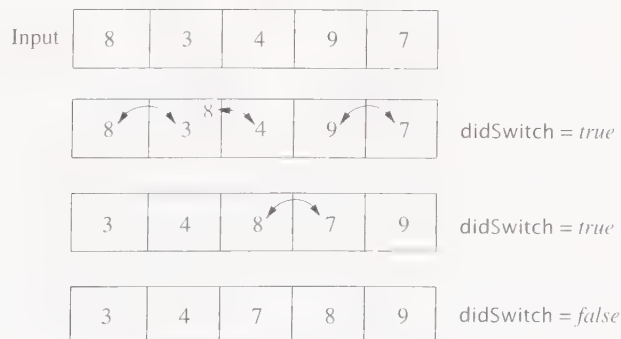 Input 8 3 4 9 7
8
8 3 4 9 7 didSwitch = true
3 4 8 7 9 didSwitch = true
3 4 7 8 9 didSwitch = false